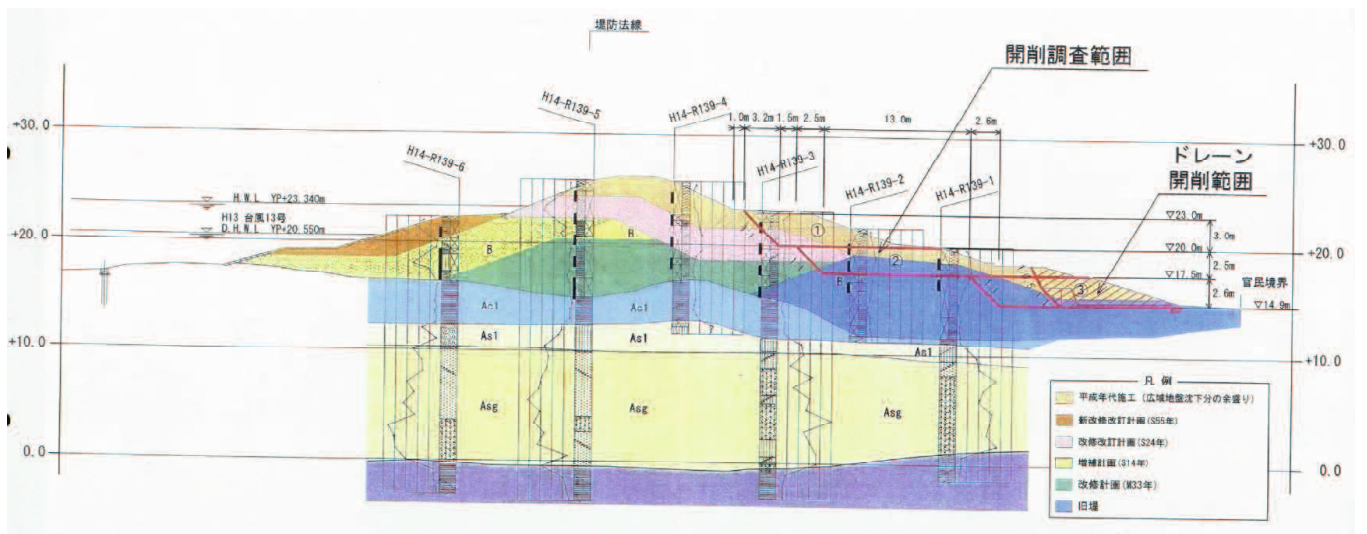 堤防法線
開削調査範囲
H14-R139-5
H14-R139-4
1.0m
3.2m
1.5m
2.5m
13.0m
2.6m
+30.0
+30.0
H14-R139-6
H14-R139-3
H14-R139-2
H14-R139-1
ドレーン
開削範囲
H.W.L YP+23.340m
H13 台風13号
D.H.W.L YP+20.550m
①
▽23.0m
3.0m
+20.0
B
B
②
▽20.0m
+20.0
2.5m
B
▽17.5m
官民境界
③
2.6m
▽14.9m
Ac1
Ac1
?
As1
As1
As1
+10.0
+10.0
Asg
Asg
Asg
凡例
平成年代施工(広域地盤沈下分の余盛り)
新改修改訂計画(S55年)
改修改訂計画(S24年)
増補計画(S14年)
改修計画(M33年)
旧堤
0.0
0.0